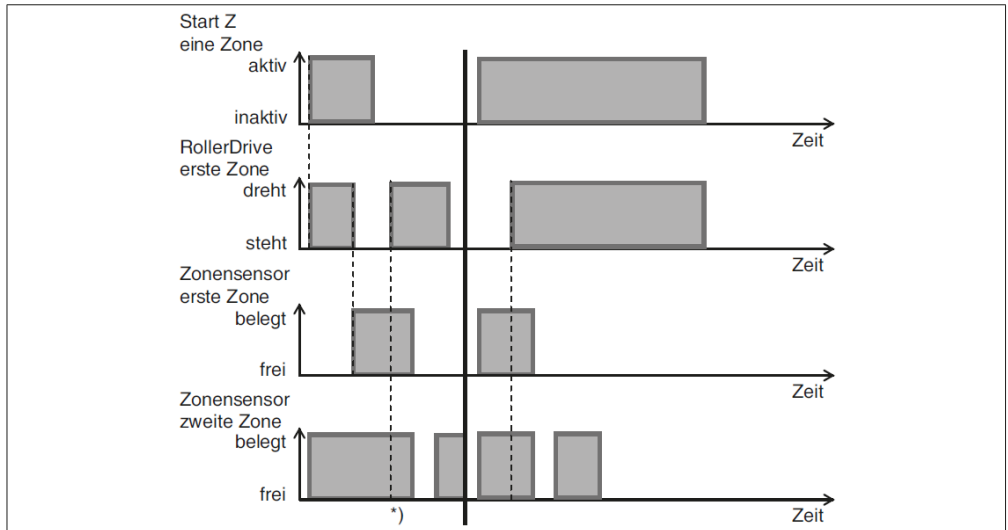 Start Z
eine Zone
aktiv
inaktiv
Zeit
RollerDrive
erste Zone
dreht
steht
Zeit
Zonensensor
erste Zone
belegt
frei
Zeit
Zonensensor
zweite Zone
belegt
frei
*)
Zeit